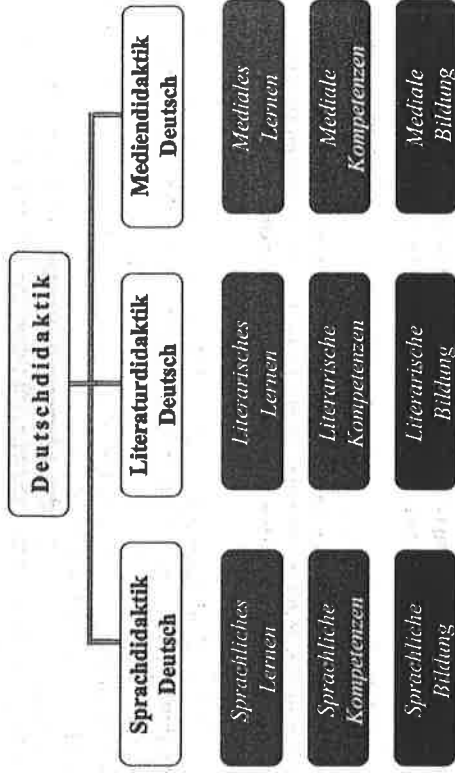 Deutschdidaktik
Sprachdidaktik
Deutsch
Literaturdidaktik
Deutsch
Mediendidaktik
Deutsch
Sprachliches
Lernen
Literarisches
Lernen
Mediales
Lernen
Sprachliche
Kompetenzen
Literarische
Kompetenzen
Mediale
Kompetenzen
Sprachliche
Bildung
Literarische
Bildung
Mediale
Bildung